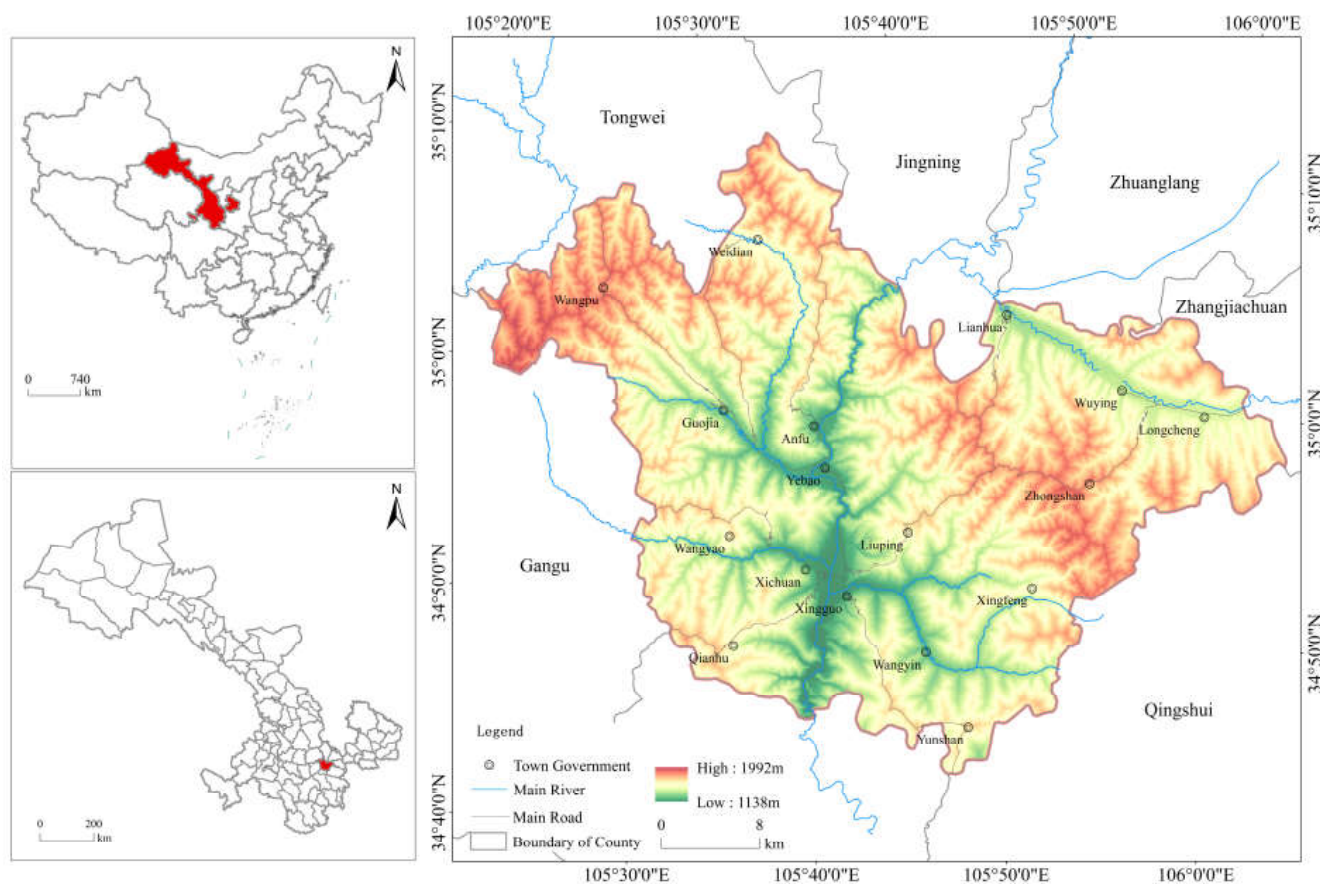 105°20'0"E 105°30'0"E 105°40'0"E 105°50'0"E 106°0'0"E
N
0 740
km
N
0 200
km
35°10'0"N
35°0'0"N
34°50'0"N
34°40'0"N
Tongwei
Jingning
Zhuanglang
Zhangjiachuan
Gangu
Qingshui
Weidian
Wangpu
Lianhua
Guojia
Anfu
Wuying
Longcheng
Yebao
Zhongshan
Wangyao
Liuping
Xichuan
Xingguo
Xingfeng
Qianhu
Wangyin
Yunshan
Legend
Town Government
Main River
Main Road
Boundary of County
High : 1992m
Low : 1138m
0 8
km
35°10'0"N
35°0'0"N
34°50'0"N
105°30'0"E 105°40'0"E 105°50'0"E 106°0'0"E